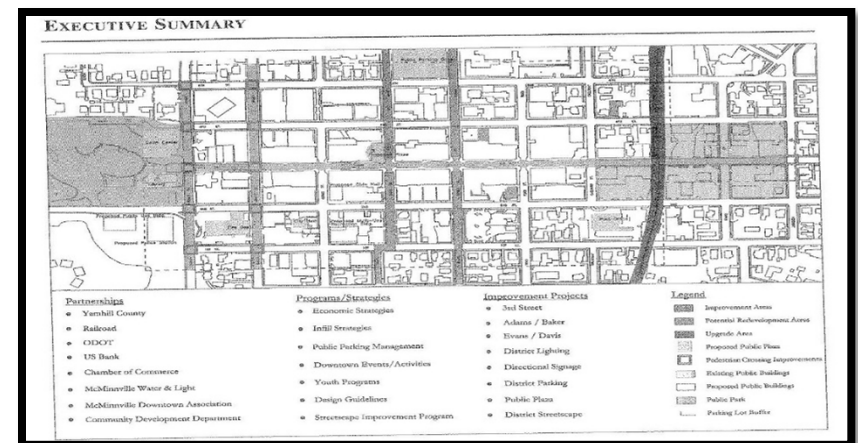 EXECUTIVE SUMMARY
Partnerships
Yamhill County
Railroad
ODOT
US Bank
Chamber of Commerce
McMinnville Water & Light
McMinnville Downtown Association
Community Development Department
Programs/Strategies
Economic Strategies
Infill Strategies
Public Parking Management
Downtown Events/Activities
Youth Programs
Design Guidelines
Streetscape Improvement Program
Improvement Projects
3rd Street
Adams / Baker
Evans / Davis
District Lighting
Directional Signage
District Parking
Public Plaza
District Streetscape
Legend
Improvement Areas
Potential Redevelopment Areas
Upgrade Area
Proposed Public Plaza
Pedestrian Crossing Improvements
Existing Public Buildings
Proposed Public Buildings
Public Park
Parking Lot Buffer